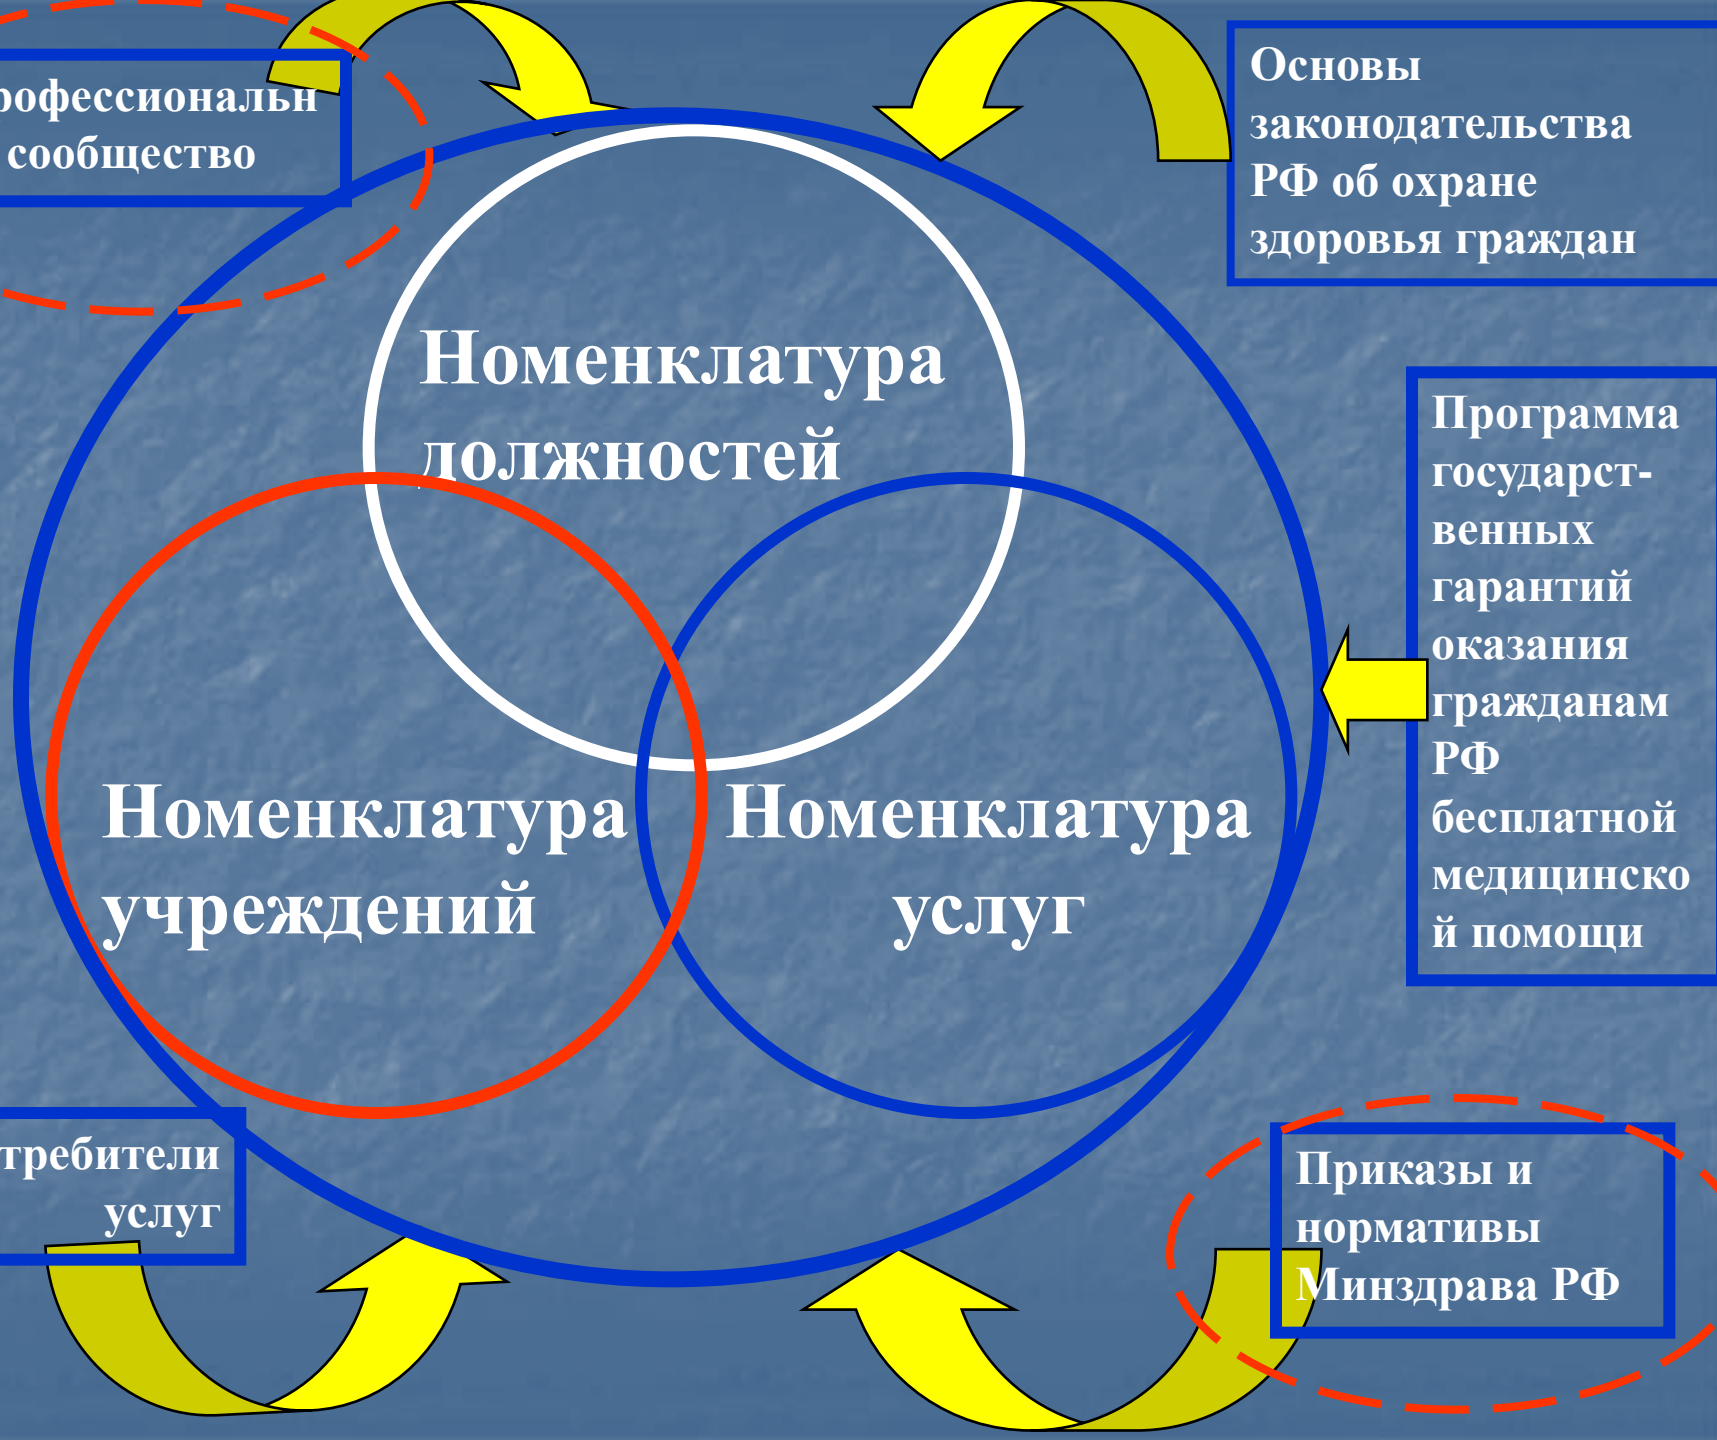 рофессиональн
сообщество
Основы
законодательства
РФ об охране
здоровья граждан
Номенклатура
должностей
Программа
государст-
венных
гарантий
оказания
гражданам
РФ
бесплатной
медицинско
й помощи
Номенклатура
учреждений
Номенклатура
услуг
требители
услуг
Приказы и
нормативы
Минздрава РФ